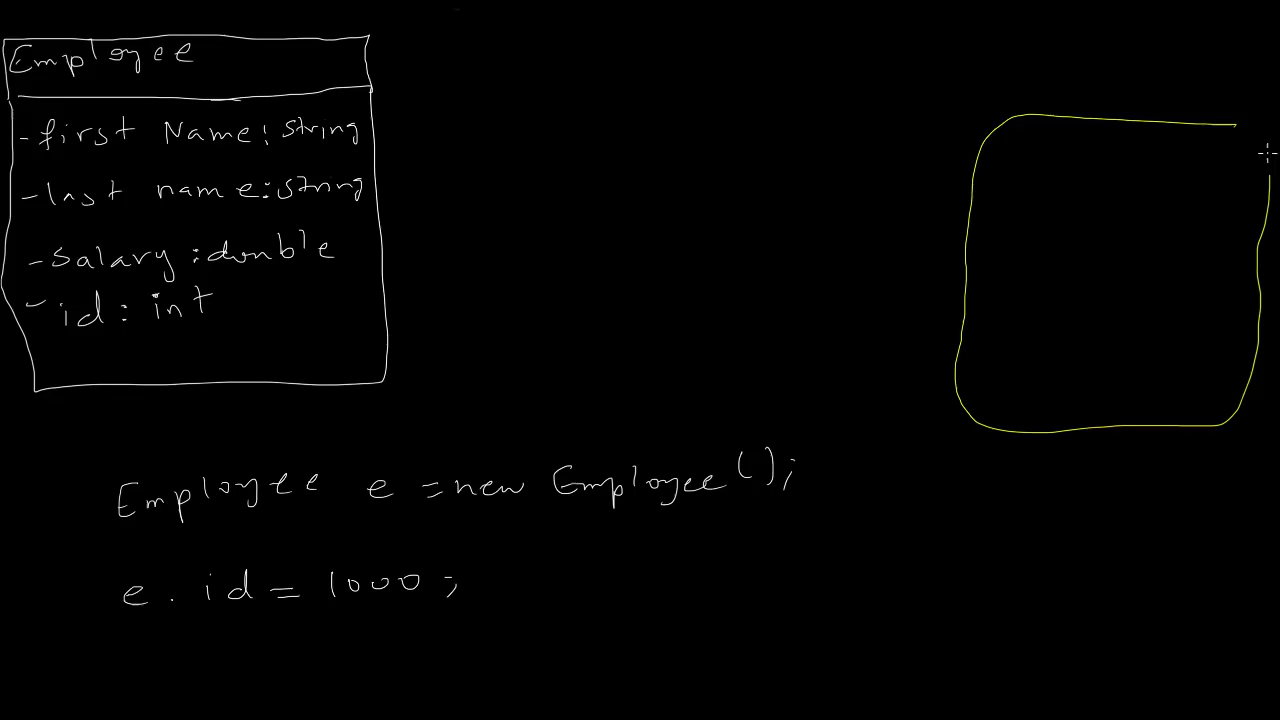 Employee
- first Name: string
- last name: string
- salary: double
- id: int
Employee e = new Employee();
e. id = 1000;